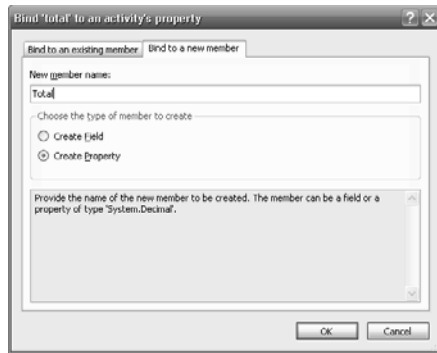 Bind 'total' to an activity's property
Bind to an existing member Bind to a new member
New member name:
Total
Choose the type of member to create
Create Field
Create Property
Provide the name of the new member to be created. The member can be a field or a
property of type 'System.Decimal'.
OK Cancel